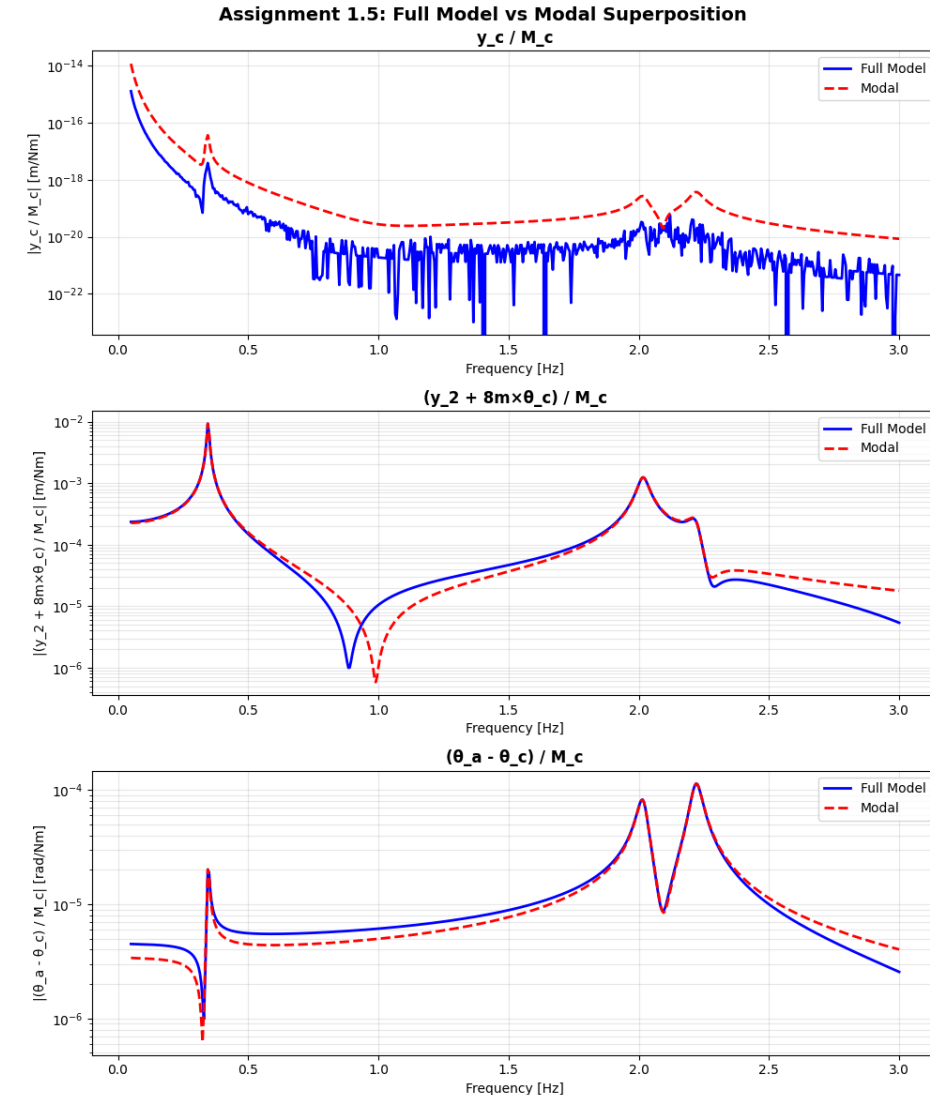 Assignment 1.5: Full Model vs Modal Superposition
y_c / M_c
|y_c / M_c| [m/Nm]
10⁻¹⁴
10⁻¹⁶
10⁻¹⁸
10⁻²⁰
10⁻²²
Full Model
Modal
0.0 0.5 1.0 1.5 2.0 2.5 3.0
Frequency [Hz]
(y_2 + 8m×θ_c) / M_c
|(y_2 + 8m×θ_c) / M_c| [m/Nm]
10⁻²
10⁻³
10⁻⁴
10⁻⁵
10⁻⁶
Full Model
Modal
0.0 0.5 1.0 1.5 2.0 2.5 3.0
Frequency [Hz]
(θ_a - θ_c) / M_c
|(θ_a - θ_c) / M_c| [rad/Nm]
10⁻⁴
10⁻⁵
10⁻⁶
Full Model
Modal
0.0 0.5 1.0 1.5 2.0 2.5 3.0
Frequency [Hz]